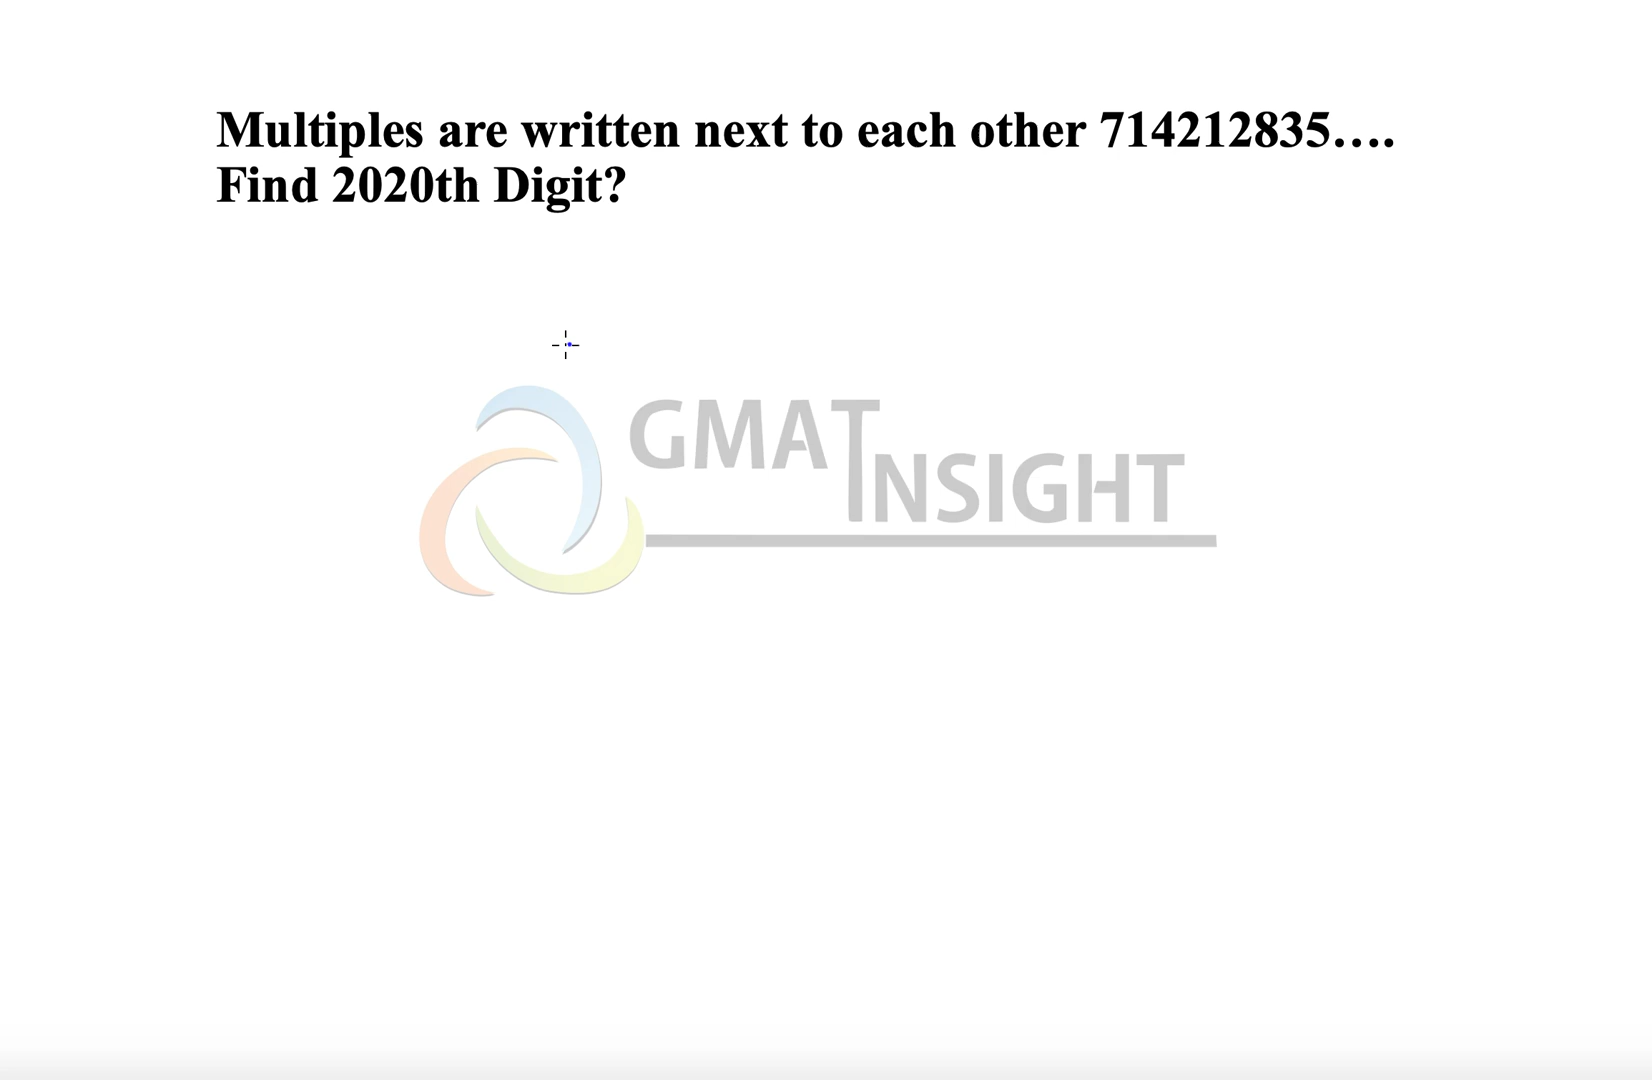 Multiples are written next to each other 714212835….
Find 2020th Digit?
GMAT
INSIGHT